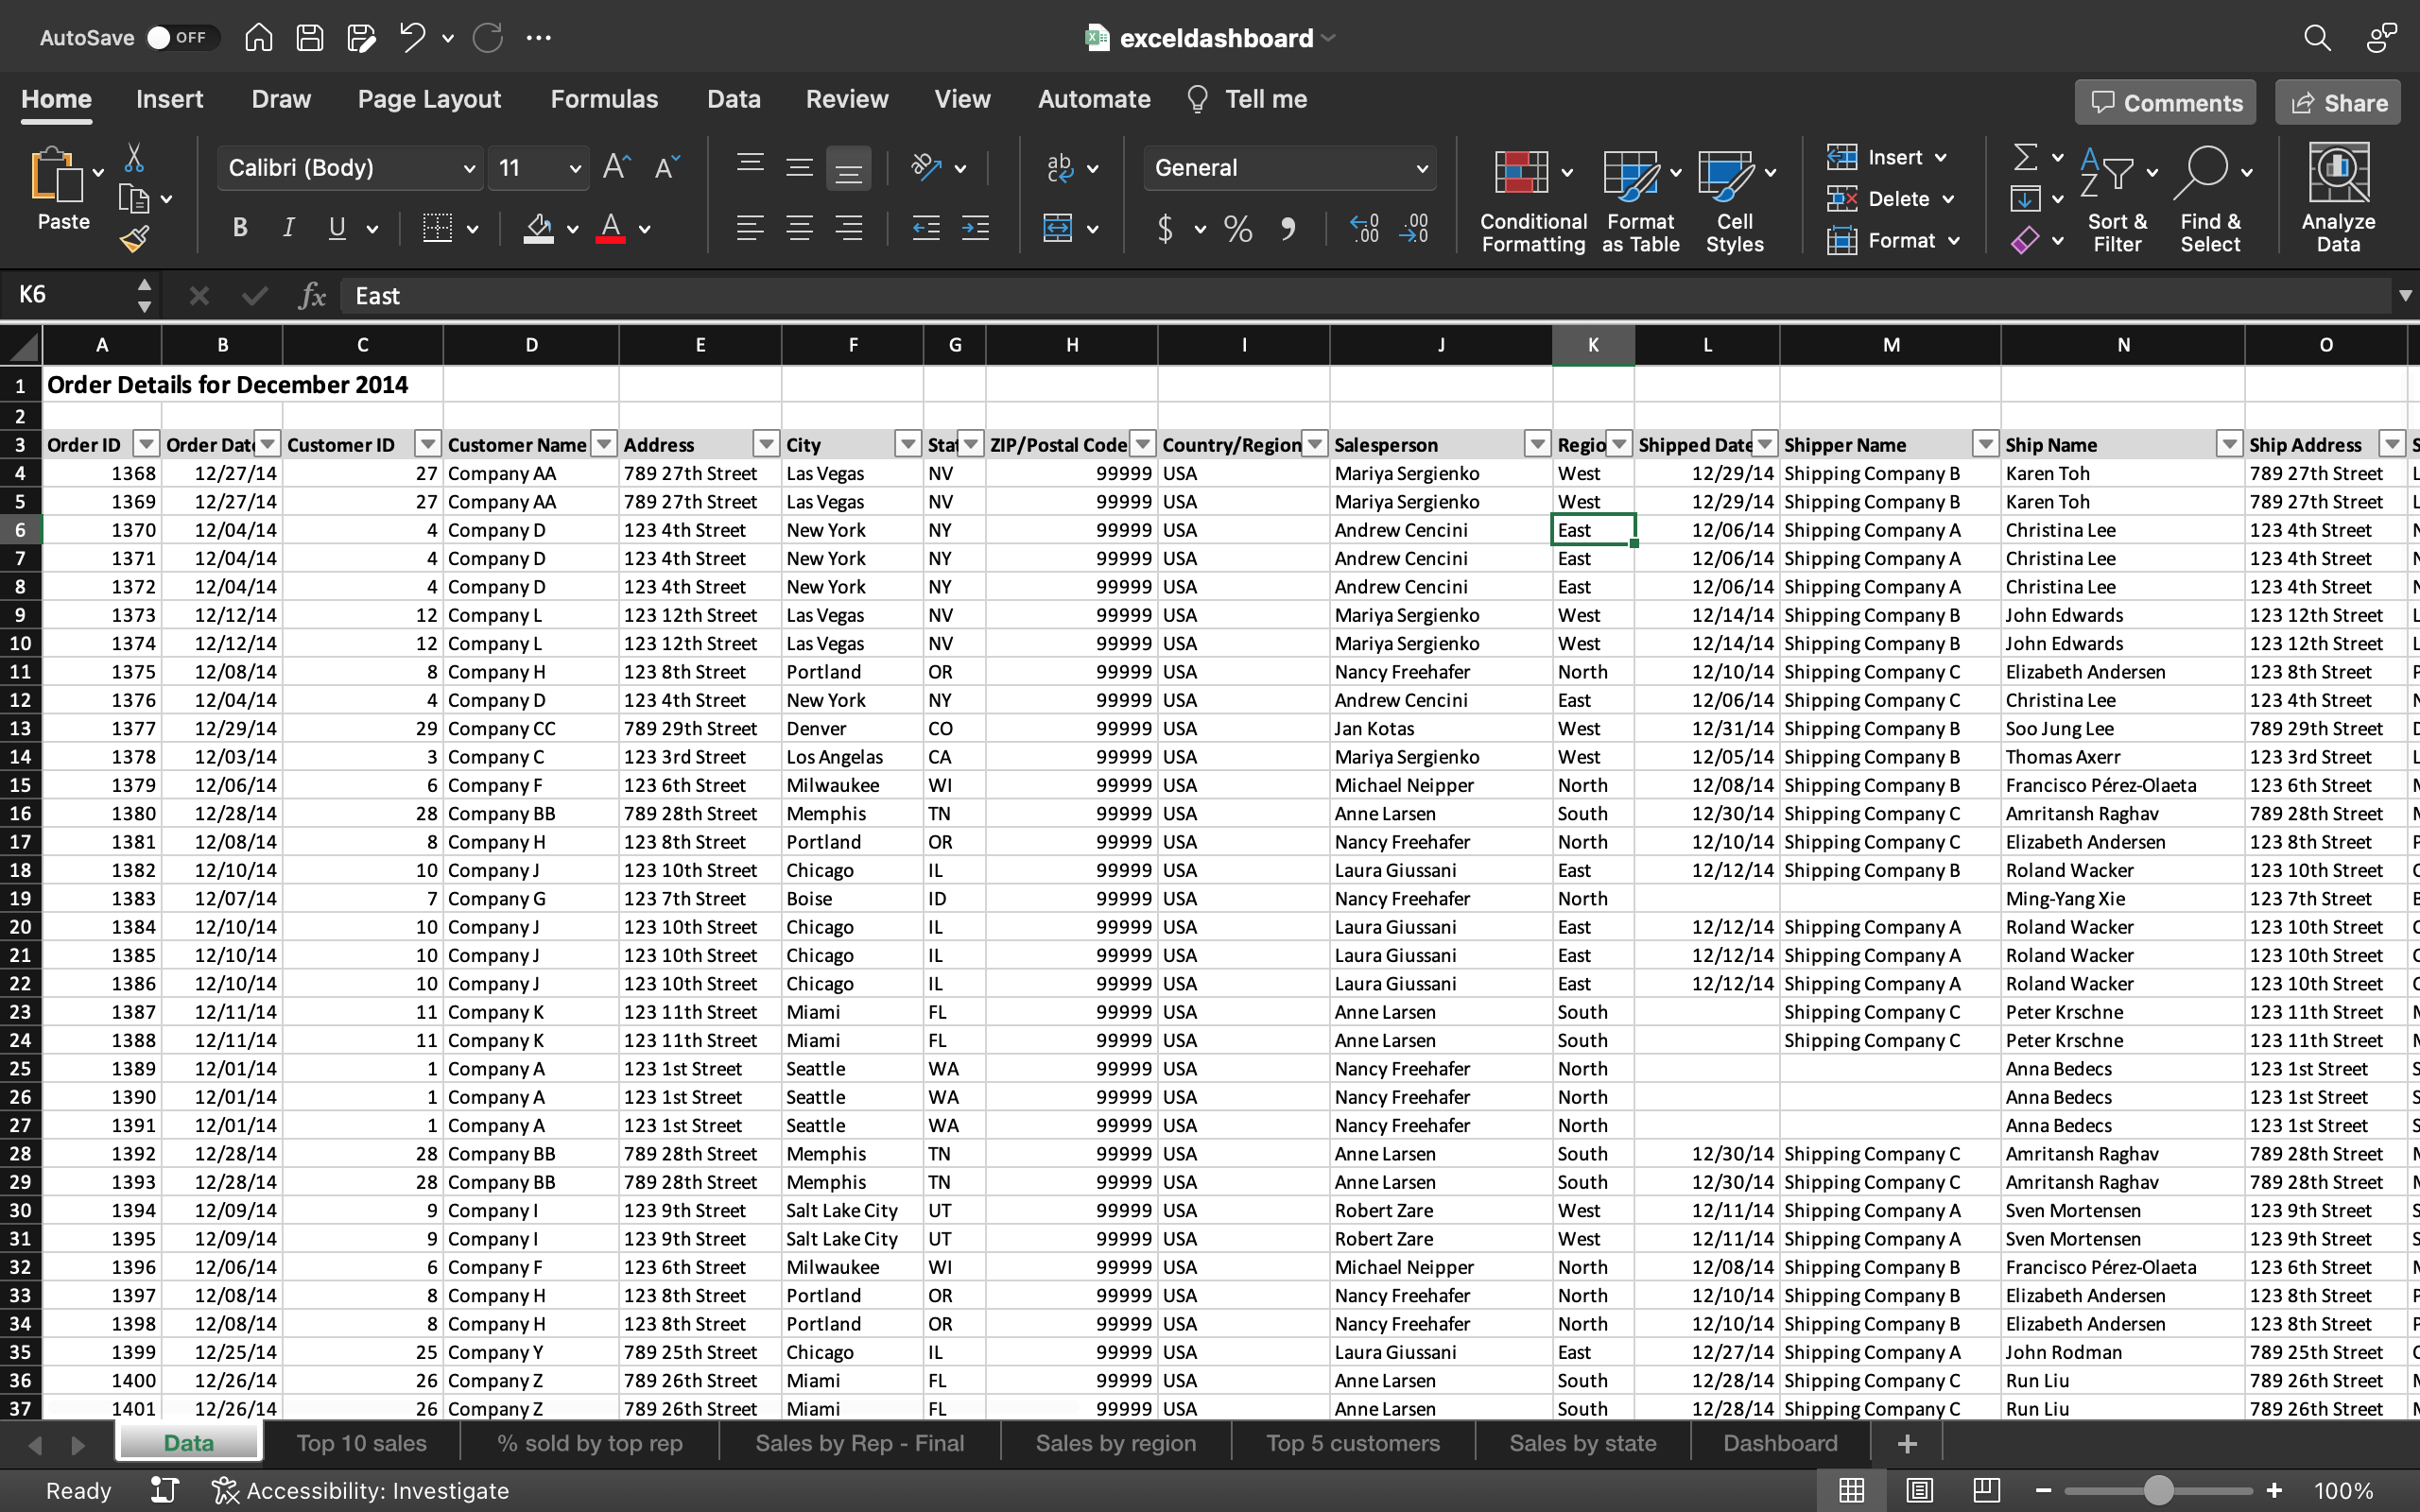 AutoSave OFF exceldashboard
Home Insert Draw Page Layout Formulas Data Review View Automate Tell me Comments Share
Paste Calibri (Body) 11 General Conditional Formatting Format as Table Cell Styles Insert Delete Format Sort & Filter Find & Select Analyze Data
K6 fx East
A B C D E F G H I J K L M N O
1 Order Details for December 2014
2
3 Order ID Order Date Customer ID Customer Name Address City Stat ZIP/Postal Code Country/Region Salesperson Regio Shipped Date Shipper Name Ship Name Ship Address
4 1368 12/27/14 27 Company AA 789 27th Street Las Vegas NV 99999 USA Mariya Sergienko West 12/29/14 Shipping Company B Karen Toh 789 27th Street
5 1369 12/27/14 27 Company AA 789 27th Street Las Vegas NV 99999 USA Mariya Sergienko West 12/29/14 Shipping Company B Karen Toh 789 27th Street
6 1370 12/04/14 4 Company D 123 4th Street New York NY 99999 USA Andrew Cencini East 12/06/14 Shipping Company A Christina Lee 123 4th Street
7 1371 12/04/14 4 Company D 123 4th Street New York NY 99999 USA Andrew Cencini East 12/06/14 Shipping Company A Christina Lee 123 4th Street
8 1372 12/04/14 4 Company D 123 4th Street New York NY 99999 USA Andrew Cencini East 12/06/14 Shipping Company A Christina Lee 123 4th Street
9 1373 12/12/14 12 Company L 123 12th Street Las Vegas NV 99999 USA Mariya Sergienko West 12/14/14 Shipping Company B John Edwards 123 12th Street
10 1374 12/12/14 12 Company L 123 12th Street Las Vegas NV 99999 USA Mariya Sergienko West 12/14/14 Shipping Company B John Edwards 123 12th Street
11 1375 12/08/14 8 Company H 123 8th Street Portland OR 99999 USA Nancy Freehafer North 12/10/14 Shipping Company C Elizabeth Andersen 123 8th Street
12 1376 12/04/14 4 Company D 123 4th Street New York NY 99999 USA Andrew Cencini East 12/06/14 Shipping Company C Christina Lee 123 4th Street
13 1377 12/29/14 29 Company CC 789 29th Street Denver CO 99999 USA Jan Kotas West 12/31/14 Shipping Company B Soo Jung Lee 789 29th Street
14 1378 12/03/14 3 Company C 123 3rd Street Los Angelas CA 99999 USA Mariya Sergienko West 12/05/14 Shipping Company B Thomas Axerr 123 3rd Street
15 1379 12/06/14 6 Company F 123 6th Street Milwaukee WI 99999 USA Michael Neipper North 12/08/14 Shipping Company B Francisco Pérez-Olaeta 123 6th Street
16 1380 12/28/14 28 Company BB 789 28th Street Memphis TN 99999 USA Anne Larsen South 12/30/14 Shipping Company C Amritansh Raghav 789 28th Street
17 1381 12/08/14 8 Company H 123 8th Street Portland OR 99999 USA Nancy Freehafer North 12/10/14 Shipping Company C Elizabeth Andersen 123 8th Street
18 1382 12/10/14 10 Company J 123 10th Street Chicago IL 99999 USA Laura Giussani East 12/12/14 Shipping Company B Roland Wacker 123 10th Street
19 1383 12/07/14 7 Company G 123 7th Street Boise ID 99999 USA Nancy Freehafer North Ming-Yang Xie 123 7th Street
20 1384 12/10/14 10 Company J 123 10th Street Chicago IL 99999 USA Laura Giussani East 12/12/14 Shipping Company A Roland Wacker 123 10th Street
21 1385 12/10/14 10 Company J 123 10th Street Chicago IL 99999 USA Laura Giussani East 12/12/14 Shipping Company A Roland Wacker 123 10th Street
22 1386 12/10/14 10 Company J 123 10th Street Chicago IL 99999 USA Laura Giussani East 12/12/14 Shipping Company A Roland Wacker 123 10th Street
23 1387 12/11/14 11 Company K 123 11th Street Miami FL 99999 USA Anne Larsen South Shipping Company C Peter Krschne 123 11th Street
24 1388 12/11/14 11 Company K 123 11th Street Miami FL 99999 USA Anne Larsen South Shipping Company C Peter Krschne 123 11th Street
25 1389 12/01/14 1 Company A 123 1st Street Seattle WA 99999 USA Nancy Freehafer North Anna Bedecs 123 1st Street
26 1390 12/01/14 1 Company A 123 1st Street Seattle WA 99999 USA Nancy Freehafer North Anna Bedecs 123 1st Street
27 1391 12/01/14 1 Company A 123 1st Street Seattle WA 99999 USA Nancy Freehafer North Anna Bedecs 123 1st Street
28 1392 12/28/14 28 Company BB 789 28th Street Memphis TN 99999 USA Anne Larsen South 12/30/14 Shipping Company C Amritansh Raghav 789 28th Street
29 1393 12/28/14 28 Company BB 789 28th Street Memphis TN 99999 USA Anne Larsen South 12/30/14 Shipping Company C Amritansh Raghav 789 28th Street
30 1394 12/09/14 9 Company I 123 9th Street Salt Lake City UT 99999 USA Robert Zare West 12/11/14 Shipping Company A Sven Mortensen 123 9th Street
31 1395 12/09/14 9 Company I 123 9th Street Salt Lake City UT 99999 USA Robert Zare West 12/11/14 Shipping Company A Sven Mortensen 123 9th Street
32 1396 12/06/14 6 Company F 123 6th Street Milwaukee WI 99999 USA Michael Neipper North 12/08/14 Shipping Company B Francisco Pérez-Olaeta 123 6th Street
33 1397 12/08/14 8 Company H 123 8th Street Portland OR 99999 USA Nancy Freehafer North 12/10/14 Shipping Company B Elizabeth Andersen 123 8th Street
34 1398 12/08/14 8 Company H 123 8th Street Portland OR 99999 USA Nancy Freehafer North 12/10/14 Shipping Company B Elizabeth Andersen 123 8th Street
35 1399 12/25/14 25 Company Y 789 25th Street Chicago IL 99999 USA Laura Giussani East 12/27/14 Shipping Company A John Rodman 789 25th Street
36 1400 12/26/14 26 Company Z 789 26th Street Miami FL 99999 USA Anne Larsen South 12/28/14 Shipping Company C Run Liu 789 26th Street
37 1401 12/26/14 26 Company Z 789 26th Street Miami FL 99999 USA Anne Larsen South 12/28/14 Shipping Company C Run Liu 789 26th Street
Data Top 10 sales % sold by top rep Sales by Rep - Final Sales by region Top 5 customers Sales by state Dashboard +
Ready Accessibility: Investigate 100%